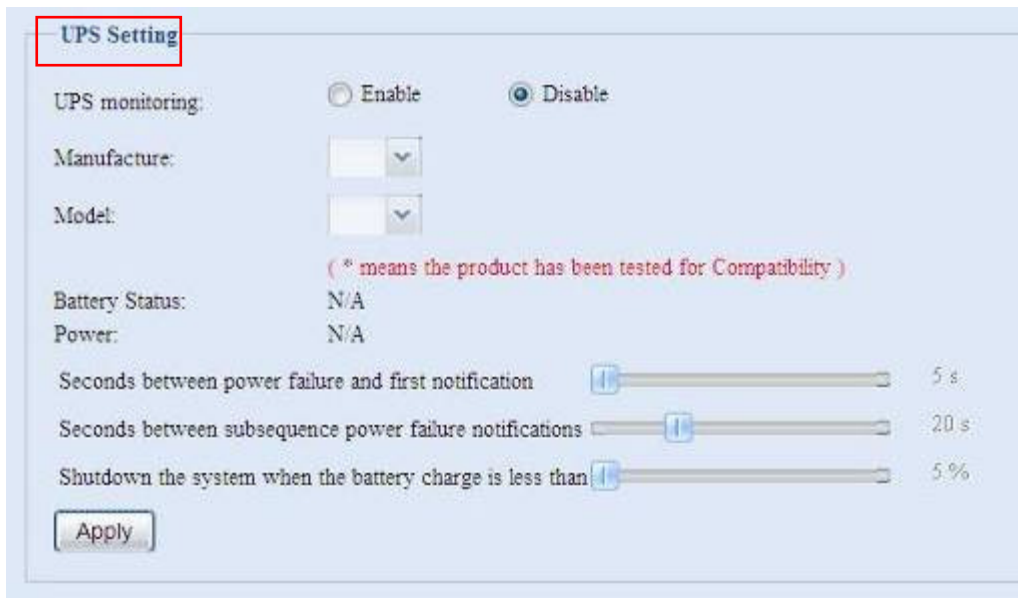 UPS Setting
UPS monitoring: Enable Disable
Manufacture:
Model:
( * means the product has been tested for Compatibility )
Battery Status: N/A
Power: N/A
Seconds between power failure and first notification 5 s
Seconds between subsequence power failure notifications 20 s
Shutdown the system when the battery charge is less than 5 %
Apply